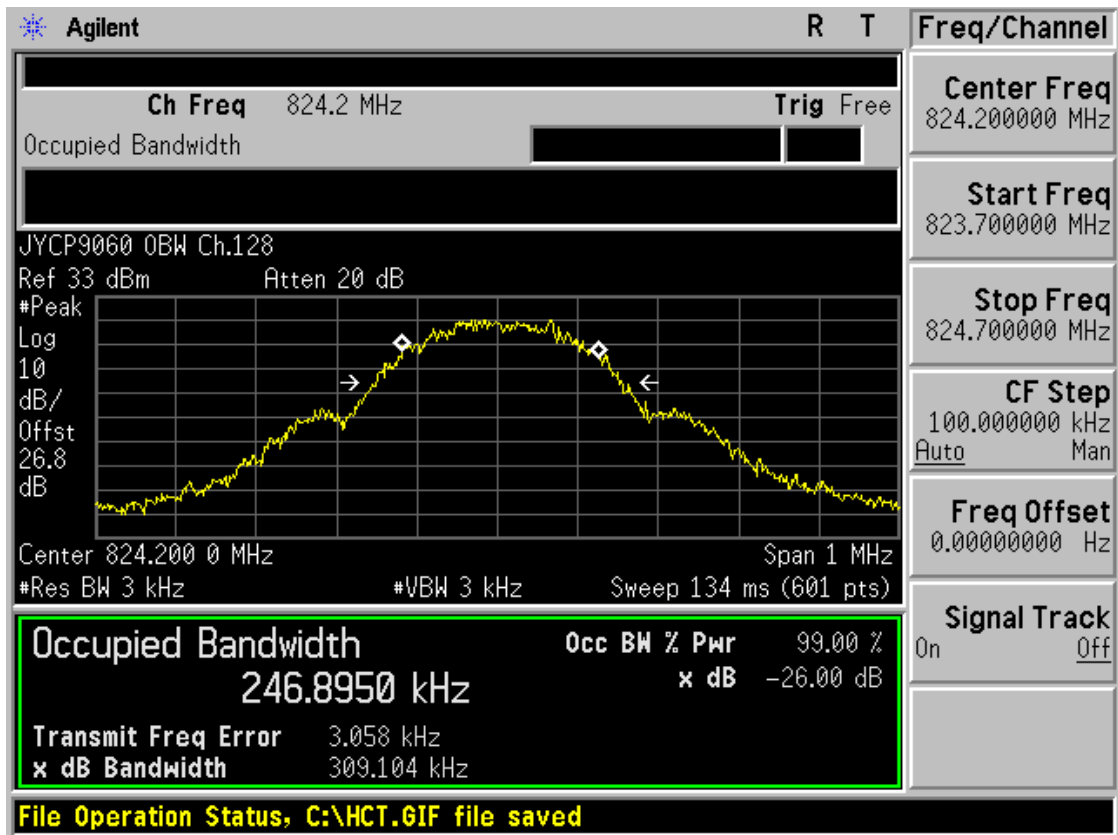 Agilent R T
Ch Freq 824.2 MHz Trig Free
Occupied Bandwidth
JYCP9060 OBW Ch.128
Ref 33 dBm Atten 20 dB
#Peak
Log
10
dB/
Offst
26.8
dB
Center 824.200 0 MHz Span 1 MHz
#Res BW 3 kHz #VBW 3 kHz Sweep 134 ms (601 pts)
Occupied Bandwidth
246.8950 kHz
Occ BW % Pwr 99.00 %
x dB -26.00 dB
Transmit Freq Error 3.058 kHz
x dB Bandwidth 309.104 kHz
File Operation Status, C:\HCT.GIF file saved
Freq/Channel
Center Freq
824.200000 MHz
Start Freq
823.700000 MHz
Stop Freq
824.700000 MHz
CF Step
100.000000 kHz
Auto Man
Freq Offset
0.00000000 Hz
Signal Track
On Off